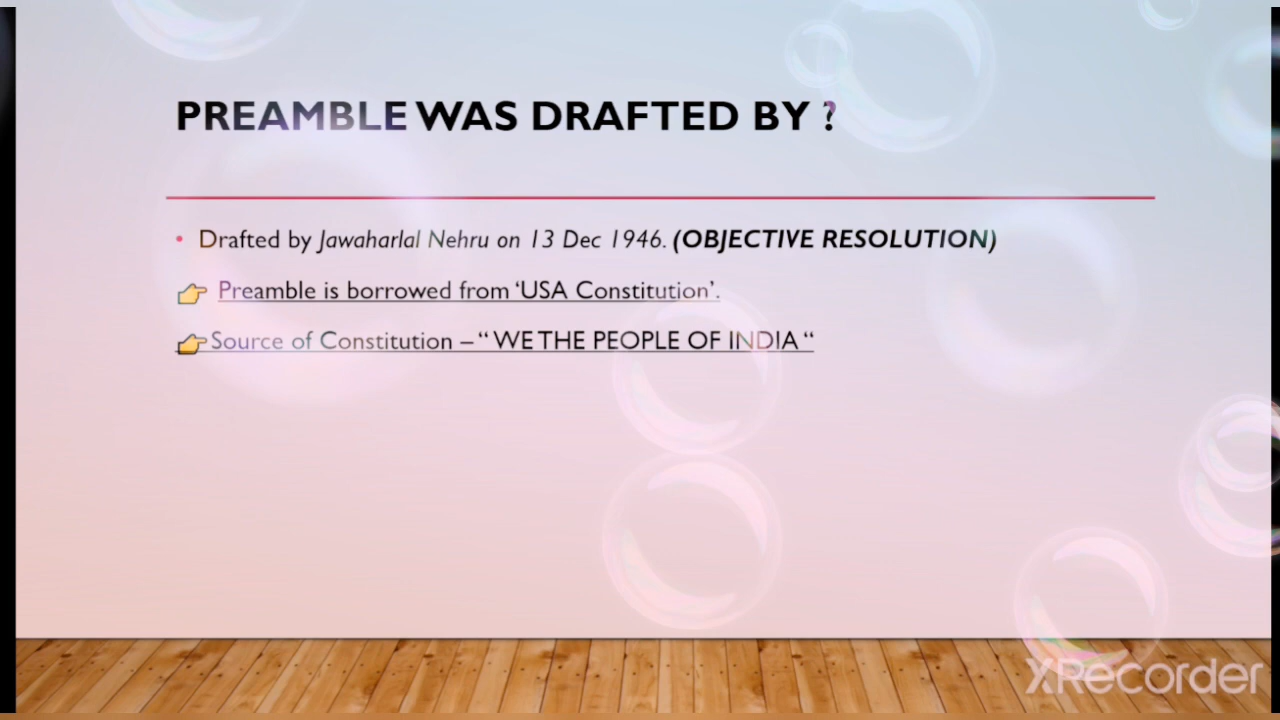 PREAMBLE WAS DRAFTED BY ?
• Drafted by Jawaharlal Nehru on 13 Dec 1946. (OBJECTIVE RESOLUTION)
👉 Preamble is borrowed from ‘USA Constitution’.
👉Source of Constitution – “ WE THE PEOPLE OF INDIA “
XRecorder